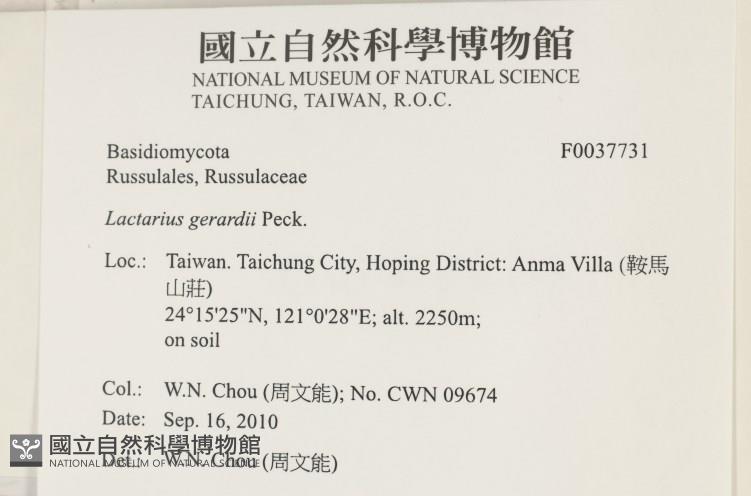 國立自然科學博物館
NATIONAL MUSEUM OF NATURAL SCIENCE
TAICHUNG, TAIWAN, R.O.C.
Basidiomycota F0037731
Russulales, Russulaceae
Lactarius gerardii Peck.
Loc.: Taiwan. Taichung City, Hoping District: Anma Villa (鞍馬
山莊)
24°15'25"N, 121°0'28"E; alt. 2250m;
on soil
Col.: W.N. Chou (周文能); No. CWN 09674
Date: Sep. 16, 2010
Det.: W.N. Chou (周文能)
國立自然科學博物館
NATIONAL MUSEUM OF NATURAL SCIENCE